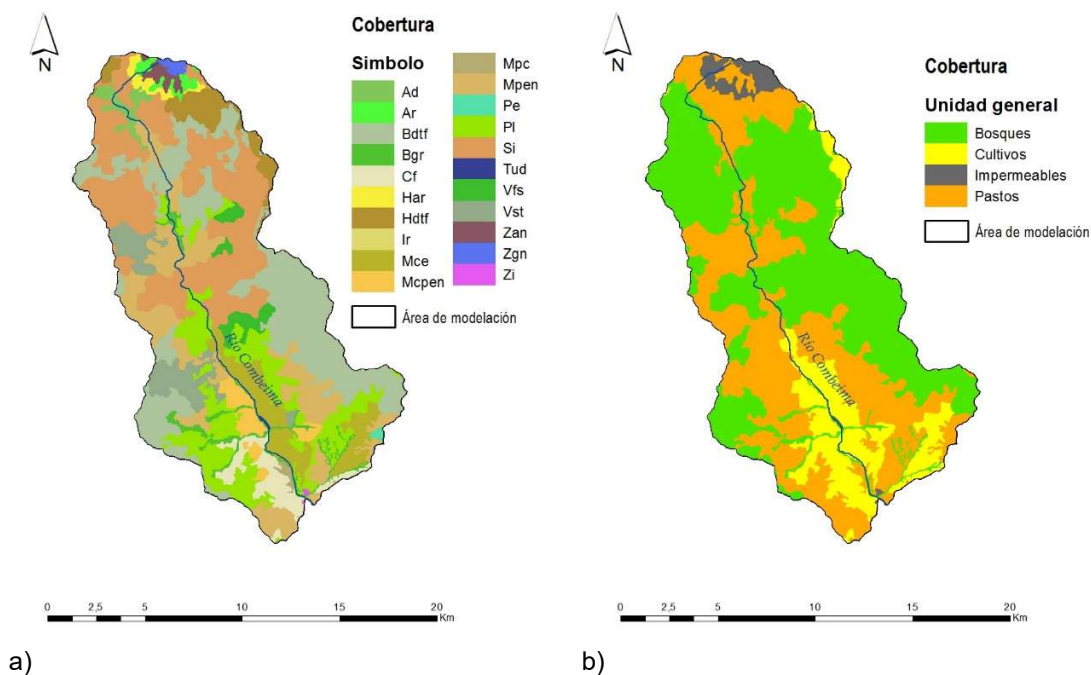 N
Cobertura
Simbolo
Ad
Ar
Bdtf
Bgr
Cf
Har
Hdtf
Ir
Mce
Mcpen
Mpc
Mpen
Pe
Pl
Si
Tud
Vfs
Vst
Zan
Zgn
Zi
Área de modelación
Río Combeima
0 2,5 5 10 15 20
Km
a)
N
Cobertura
Unidad general
Bosques
Cultivos
Impermeables
Pastos
Área de modelación
Río Combeima
0 2,5 5 10 15 20
Km
b)